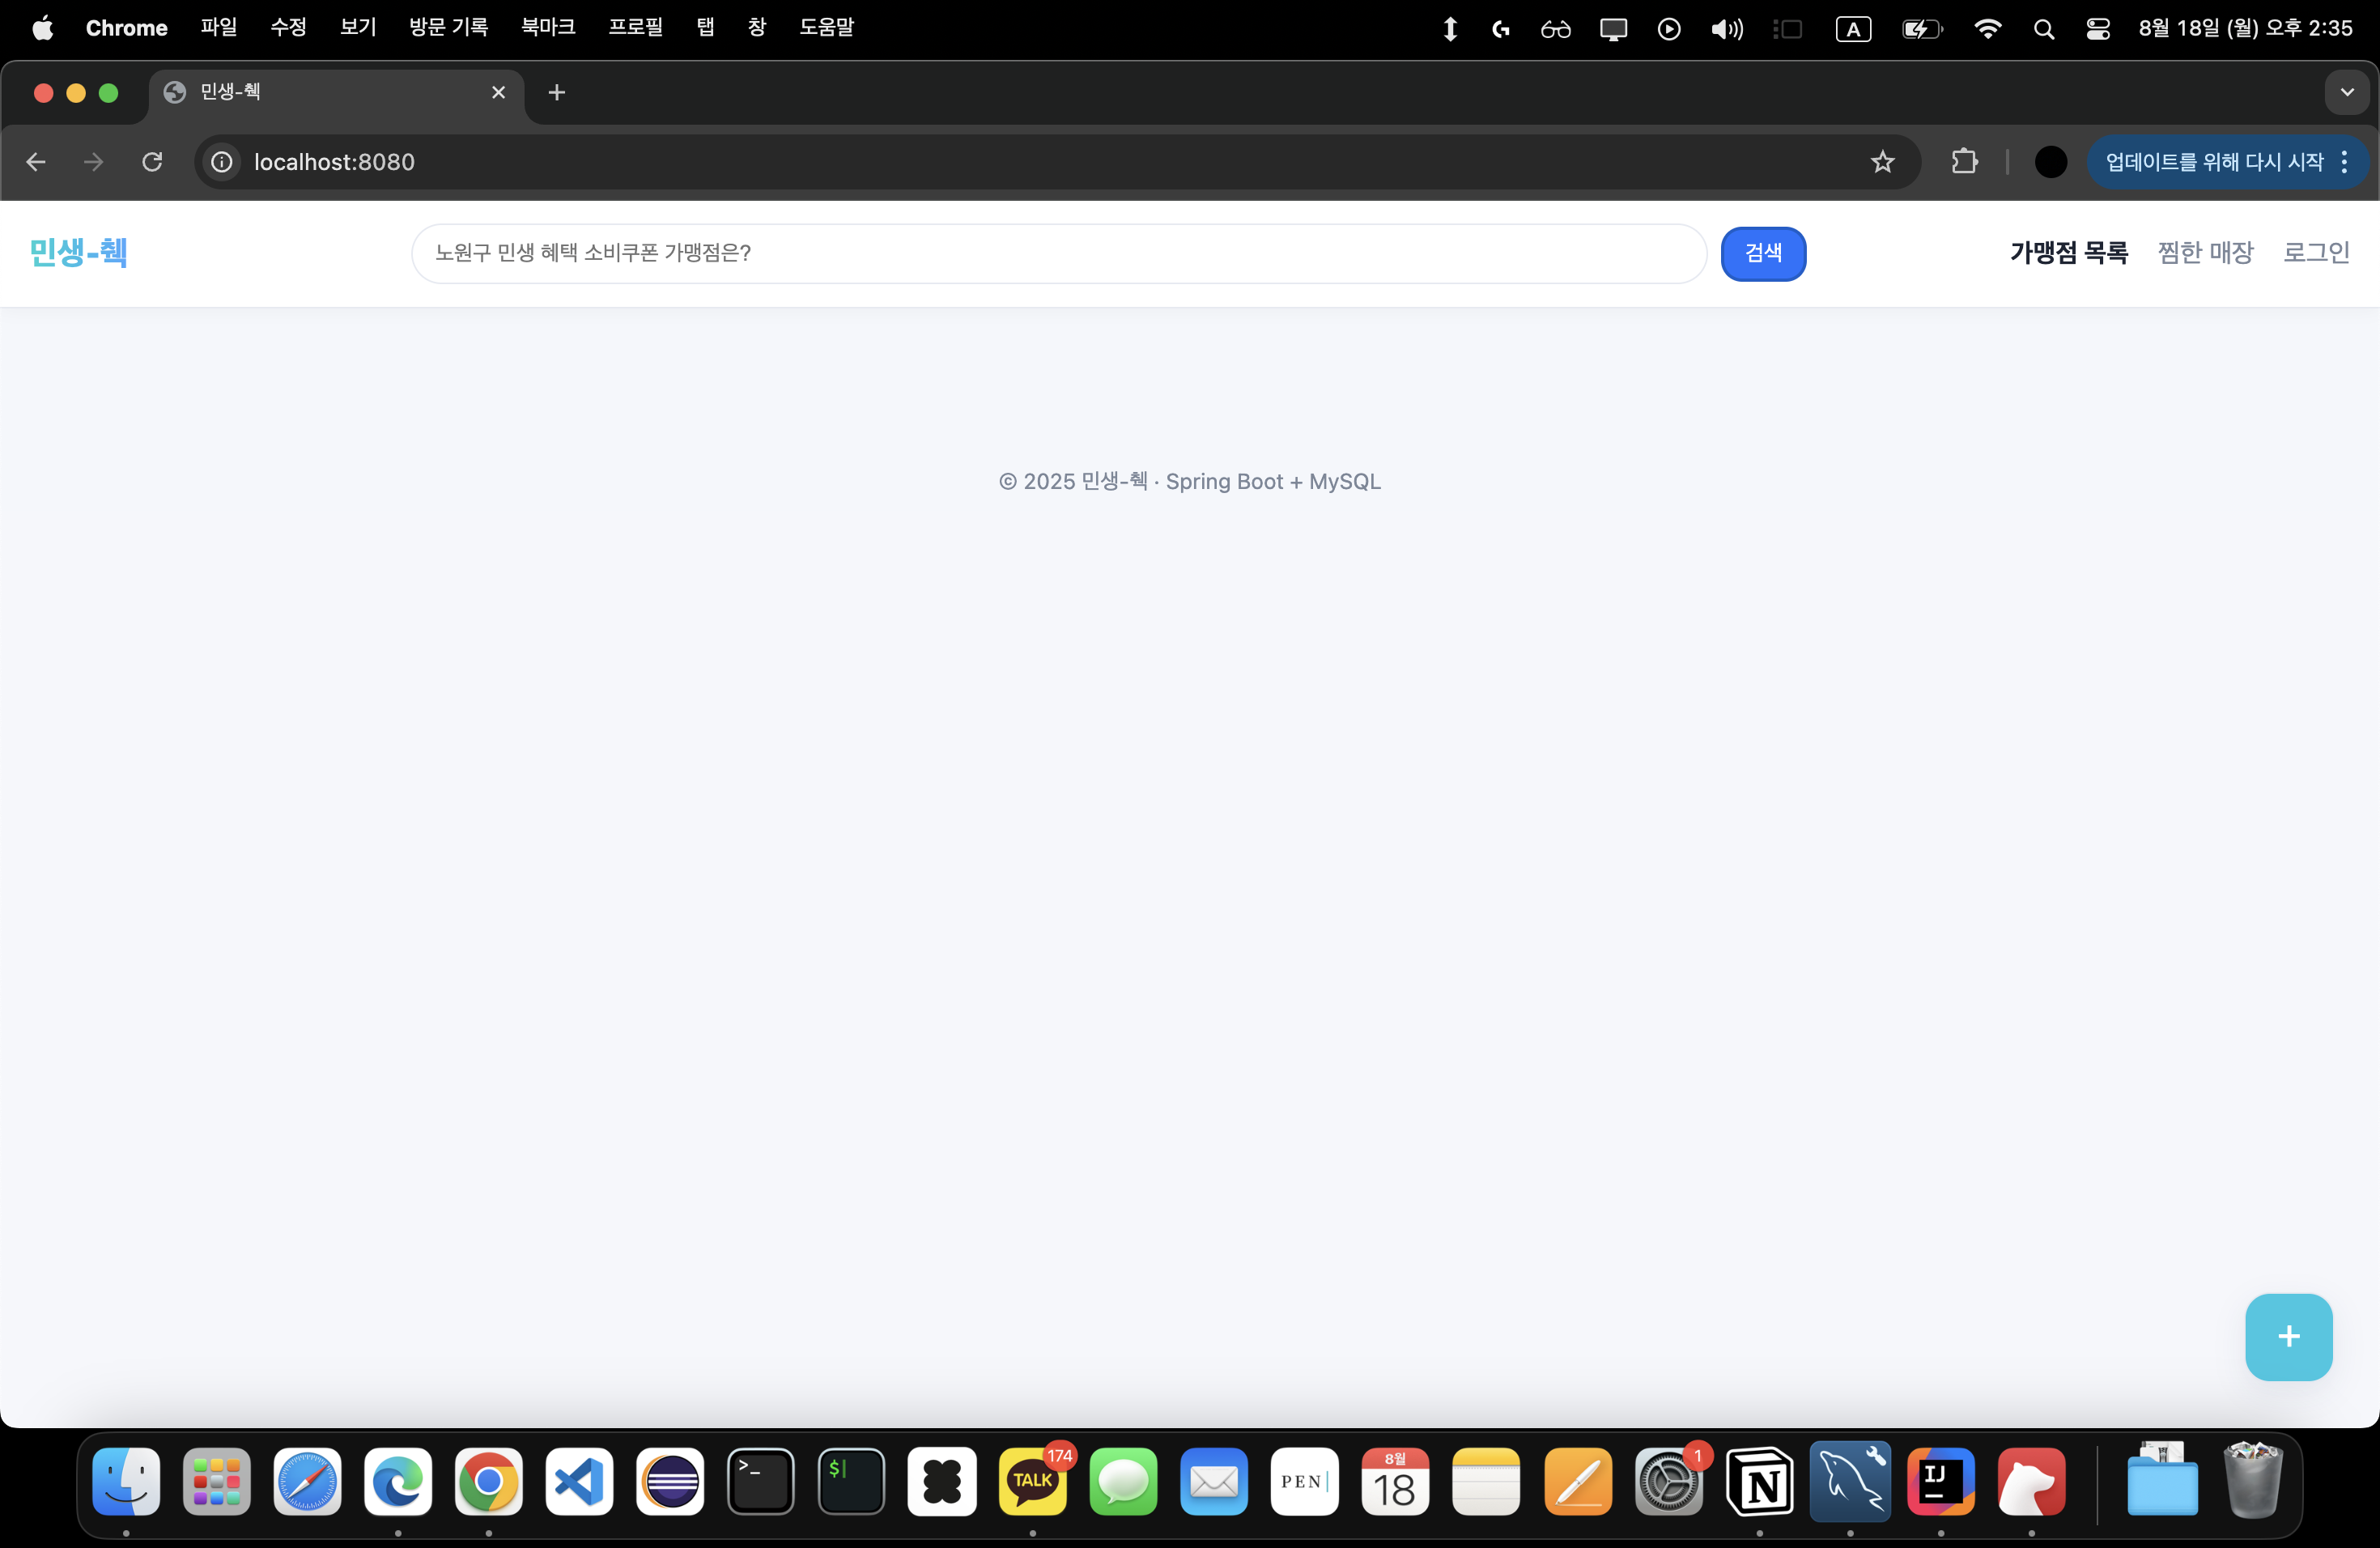 Chrome 파일 수정 보기 방문 기록 북마크 프로필 탭 창 도움말 A 8월 18일 (월) 오후 2:35
민생-췍
localhost:8080 업데이트를 위해 다시 시작
민생-췍 노원구 민생 혜택 소비쿠폰 가맹점은? 검색 가맹점 목록 찜한 매장 로그인
© 2025 민생-췍 · Spring Boot + MySQL
+
>_ $ TALK 174 PEN 8월 18 1 N IJ